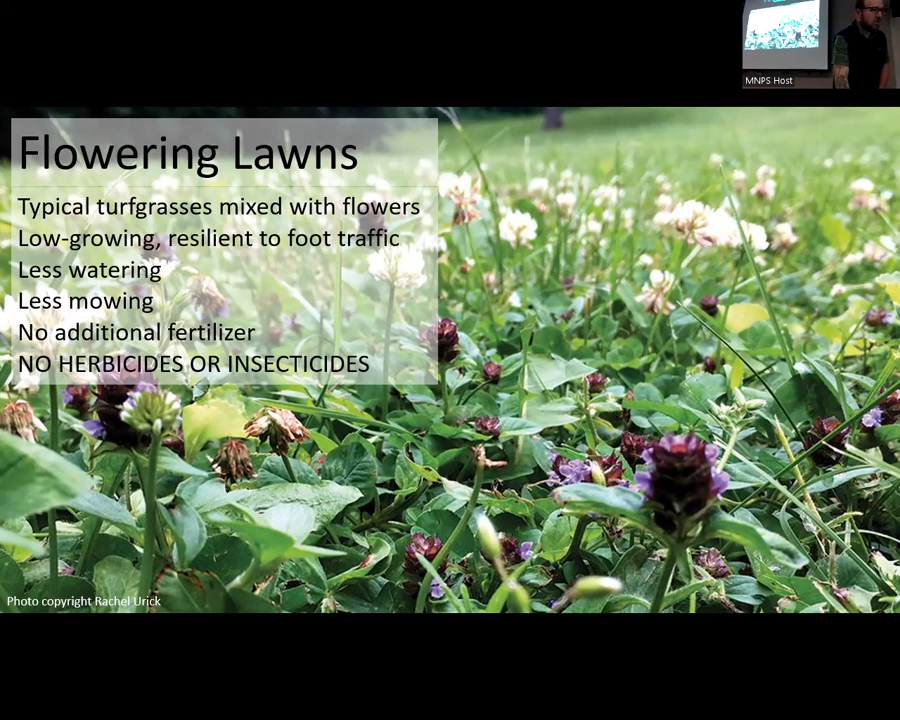 MNPS Host
Flowering Lawns
Typical turfgrasses mixed with flowers
Low-growing, resilient to foot traffic
Less watering
Less mowing
No additional fertilizer
NO HERBICIDES OR INSECTICIDES
Photo copyright Rachel Urick